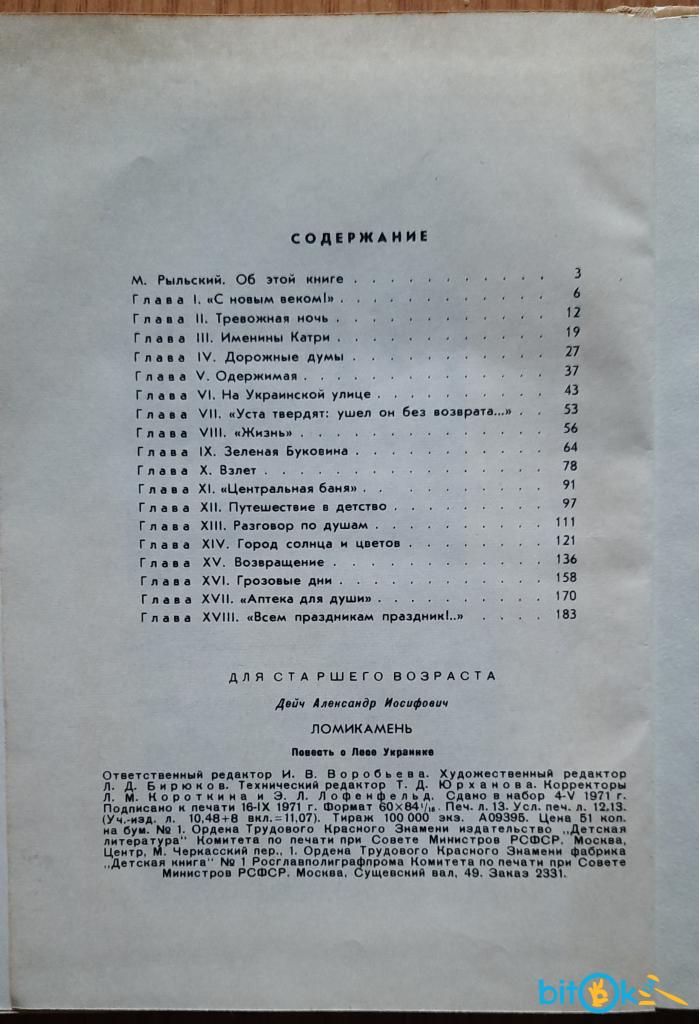 СОДЕРЖАНИЕ
М. Рыльский. Об этой книге . . . . . . . . . . . 3
Глава I. «С новым веком!» . . . . . . . . . . . 6
Глава II. Тревожная ночь . . . . . . . . . . . 12
Глава III. Именины Катри . . . . . . . . . . . 19
Глава IV. Дорожные думы . . . . . . . . . . . 27
Глава V. Одержимая . . . . . . . . . . . . 37
Глава VI. На Украинской улице . . . . . . . . . 43
Глава VII. «Уста твердят: ушел он без возврата...» . . 53
Глава VIII. «Жизнь» . . . . . . . . . . . . 56
Глава IX. Зеленая Буковина . . . . . . . . . . 64
Глава X. Взлет . . . . . . . . . . . . . 78
Глава XI. «Центральная баня» . . . . . . . . . 91
Глава XII. Путешествие в детство . . . . . . . . 97
Глава XIII. Разговор по душам . . . . . . . . . 111
Глава XIV. Город солнца и цветов . . . . . . . . 121
Глава XV. Возвращение . . . . . . . . . . . 136
Глава XVI. Грозовые дни . . . . . . . . . . . 158
Глава XVII. «Аптека для души» . . . . . . . . . 170
Глава XVIII. «Всем праздникам праздник!..» . . . . 183
ДЛЯ СТАРШЕГО ВОЗРАСТА
Дейч Александр Иосифович
ЛОМИКАМЕНЬ
Повесть о Лесе Украинке
Ответственный редактор И. В. Воробьева. Художественный редактор
Л. Д. Бирюков. Технический редактор Т. Д. Юрханова. Корректоры
Л. М. Короткина и Э. Л. Лофенфельд. Сдано в набор 4-V 1971 г.
Подписано к печати 16-IX 1971 г. Формат 60×84¹/₁₆. Печ. л. 13. Усл. печ. л. 12,13.
(Уч.-изд. л. 10,48+8 вкл.=11,07). Тираж 100 000 экз. А09395. Цена 51 коп.
на бум. № 1. Ордена Трудового Красного Знамени издательство „Детская
литература" Комитета по печати при Совете Министров РСФСР. Москва,
Центр, М. Черкасский пер., 1. Ордена Трудового Красного Знамени фабрика
„Детская книга" № 1 Росглавполиграфпрома Комитета по печати при Совете
Министров РСФСР. Москва, Сущевский вал, 49. Заказ 2331.
bitok